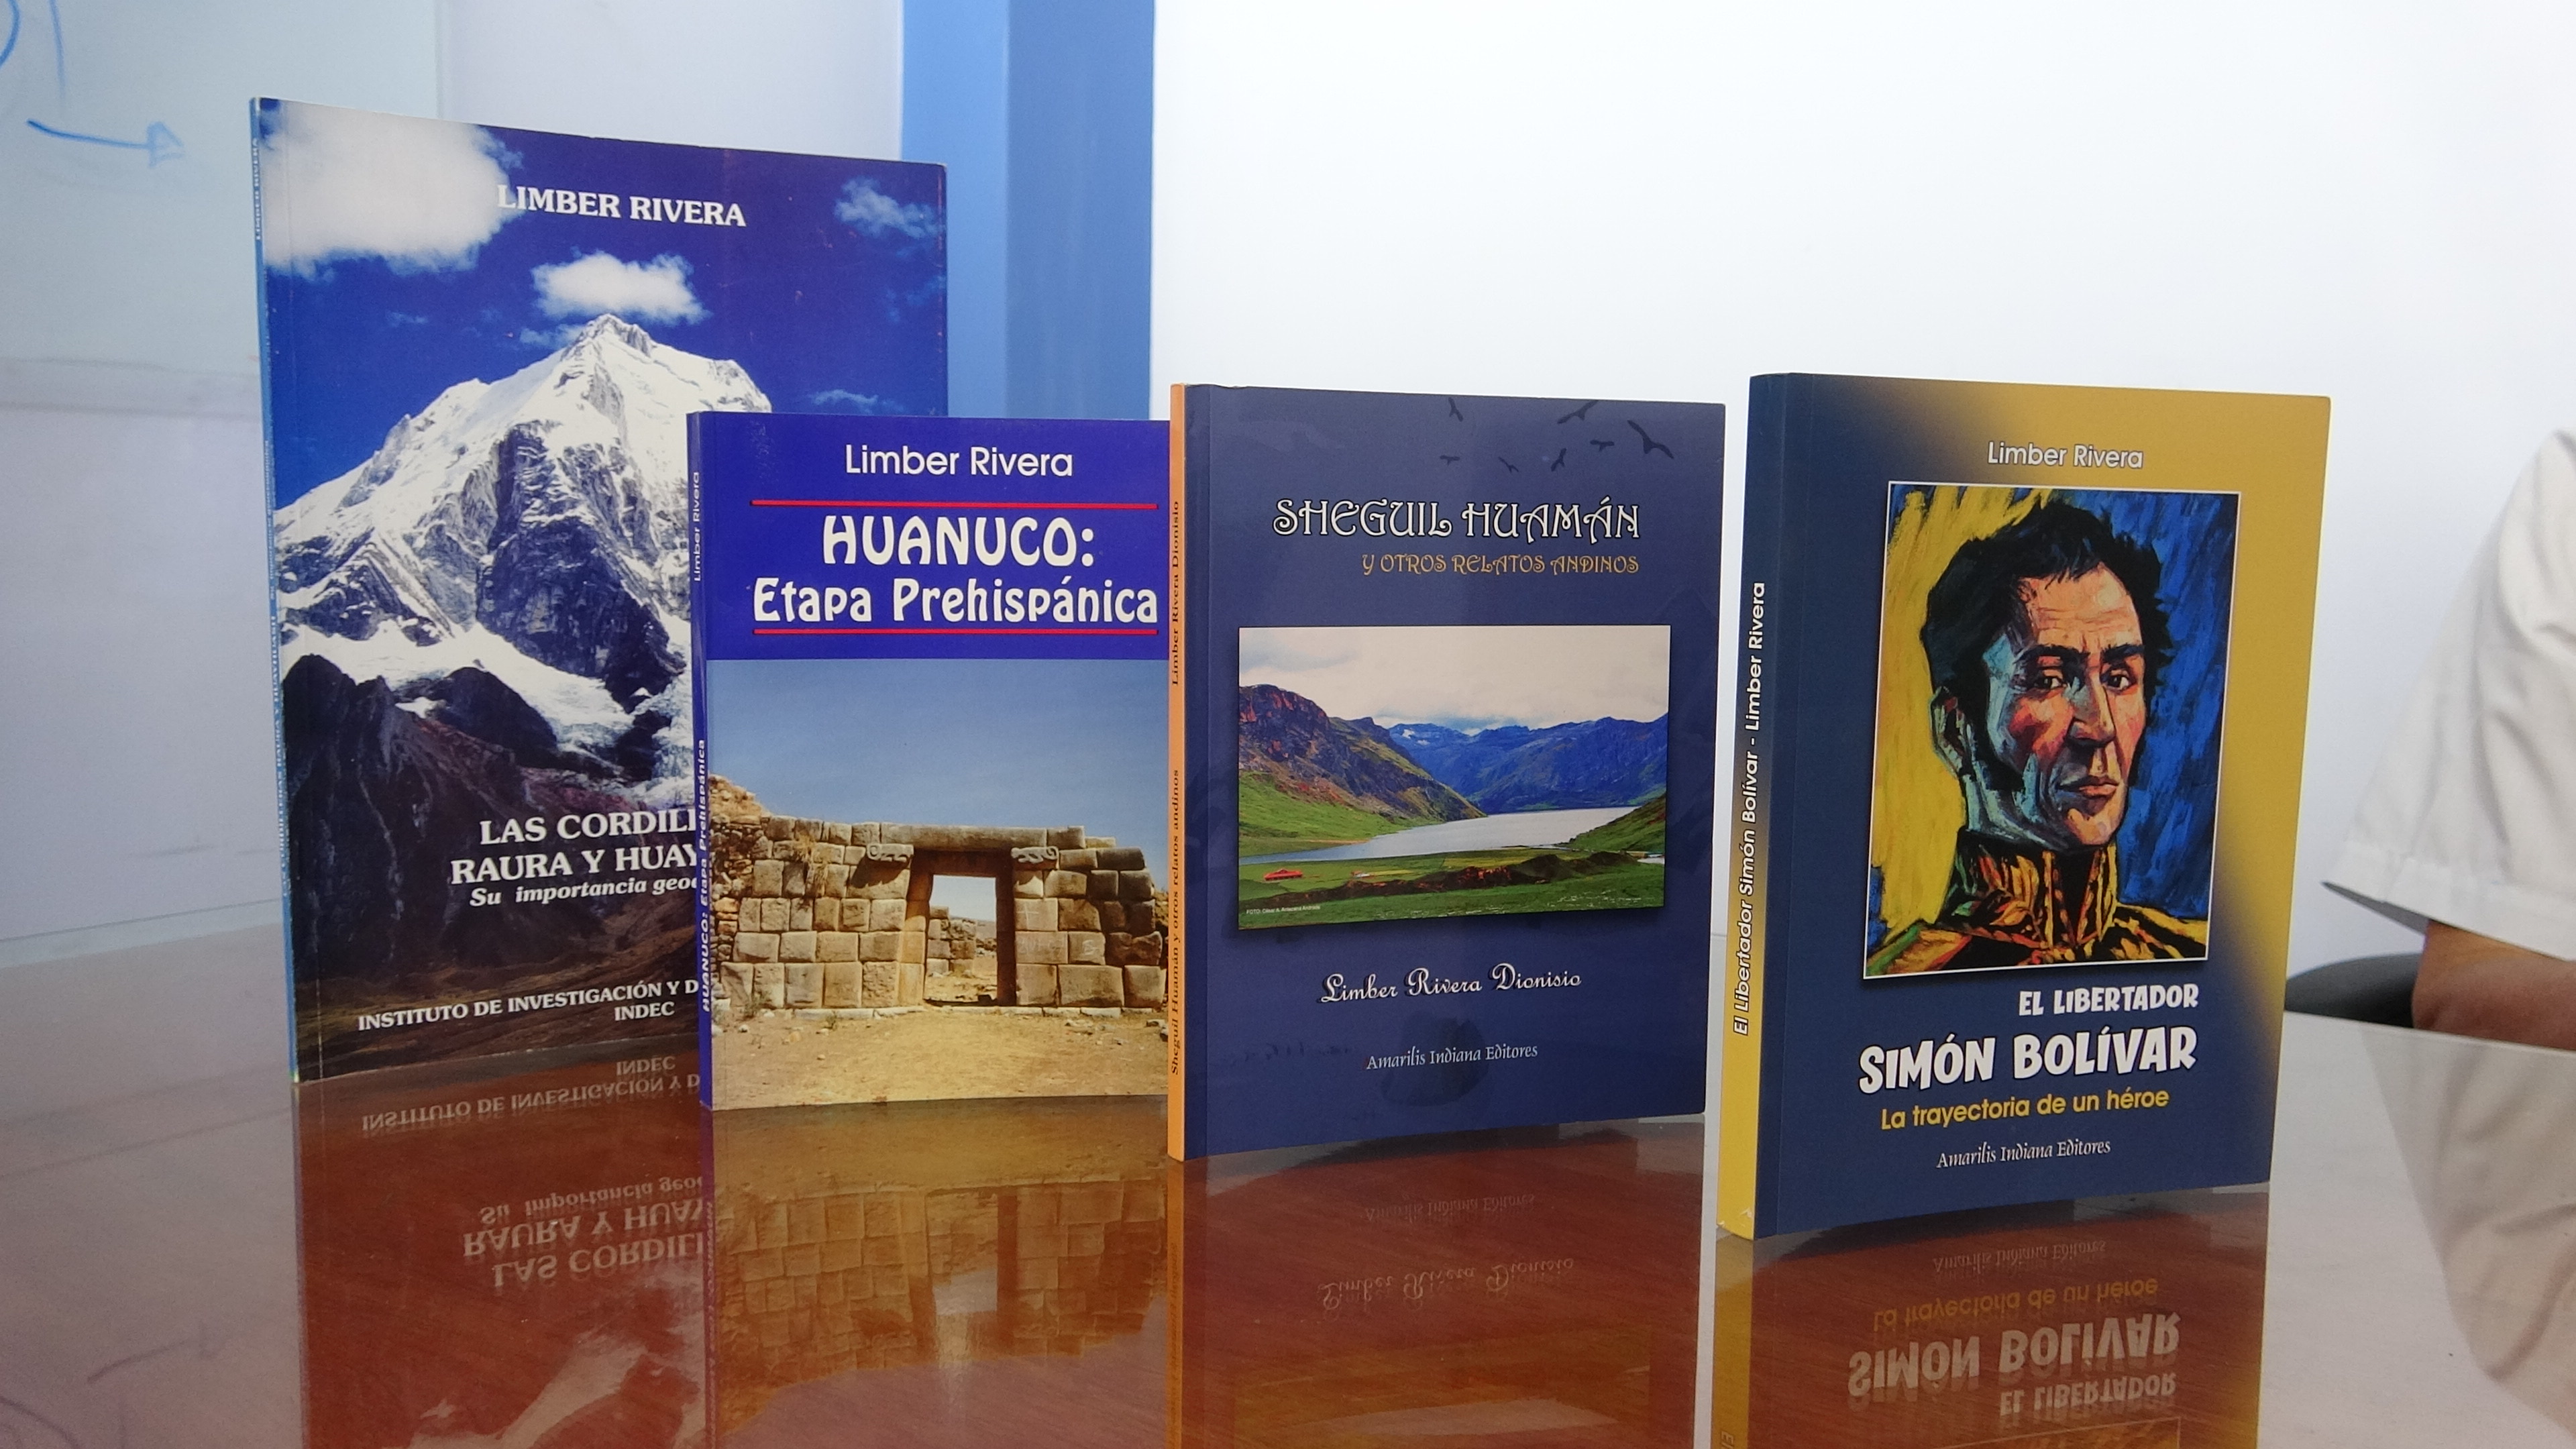 LIMBER RIVERA
LAS CORDIL
RAURA Y HUAY
Su importancia geo
INSTITUTO DE INVESTIGACIÓN Y D
INDEC
LIMBER RIVERA
Limber Rivera
HUANUCO:
Etapa Prehispánica
Limber Rivera
HUANUCO: Etapa Prehispánica
SHEGUIL HUAMÁN
Y OTROS RELATOS ANDINOS
Limber Rivera Dionisio
Amarilis Indiana Editores
Limber Rivera Dionisio
Sheguil Huamán y otros relatos andinos
Limber Rivera
EL LIBERTADOR
SIMÓN BOLÍVAR
La trayectoria de un héroe
Amarilis Indiana Editores
El Libertador Simón Bolívar - Limber Rivera